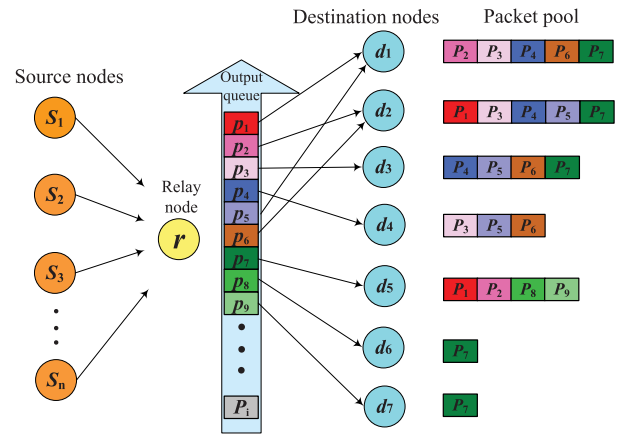 Source nodes
S1
S2
S3
Sn
Relay node
r
Output queue
p1
p2
p3
p4
p5
p6
p7
p8
p9
Pi
Destination nodes
Packet pool
d1 P2 P3 P4 P6 P7
d2 P1 P3 P4 P5 P7
d3 P4 P5 P6 P7
d4 P3 P5 P6
d5 P1 P2 P8 P9
d6 P7
d7 P7